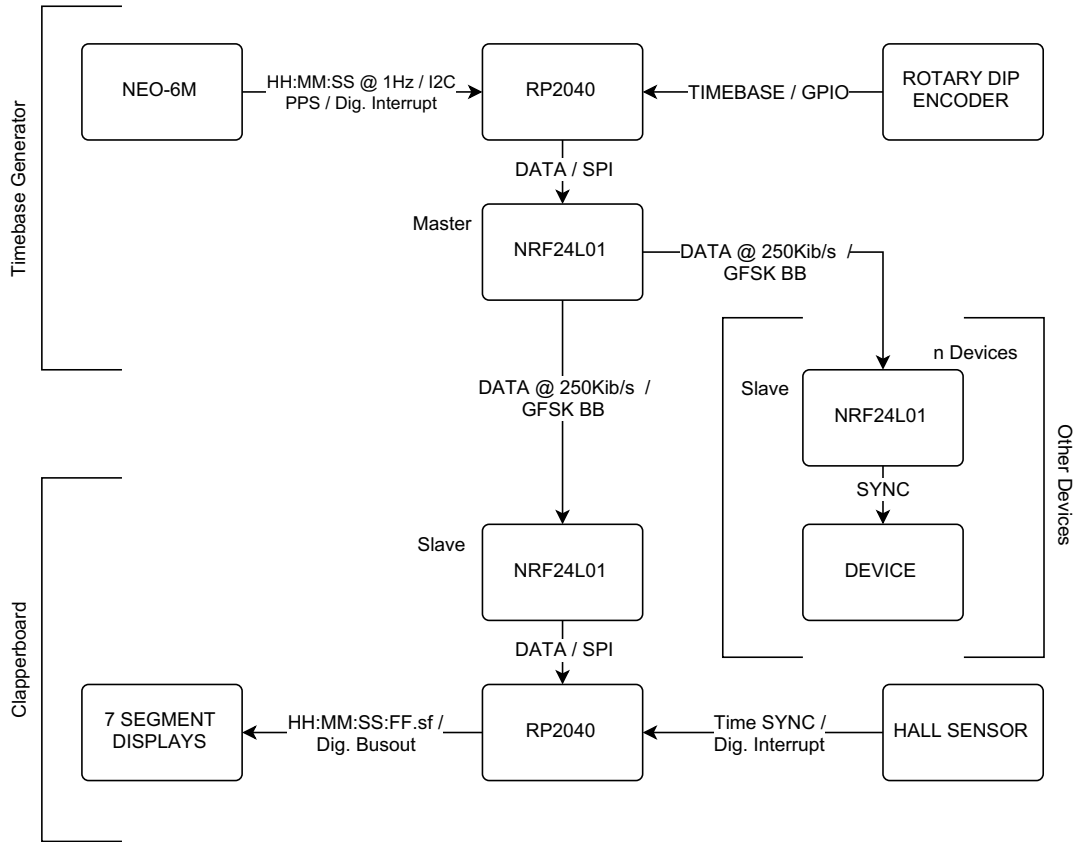 Timebase Generator
NEO-6M
HH:MM:SS @ 1Hz / I2C
PPS / Dig. Interrupt
RP2040
TIMEBASE / GPIO
ROTARY DIP
ENCODER
DATA / SPI
Master
NRF24L01
DATA @ 250Kib/s /
GFSK BB
DATA @ 250Kib/s /
GFSK BB
n Devices
Slave
NRF24L01
SYNC
DEVICE
Other Devices
Clapperboard
Slave
NRF24L01
DATA / SPI
7 SEGMENT
DISPLAYS
HH:MM:SS:FF.sf /
Dig. Busout
RP2040
Time SYNC /
Dig. Interrupt
HALL SENSOR